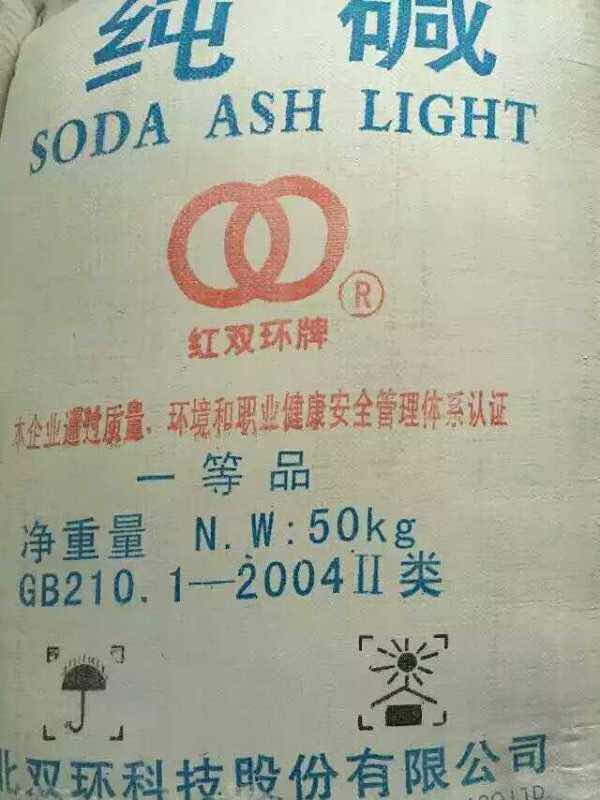 纯 碱
SODA ASH LIGHT
®
红双环牌
本企业通过质量、环境和职业健康安全管理体系认证
一等品
净重量 N.W:50kg
GB210.1—2004Ⅱ类
北双环科技股份有限公司